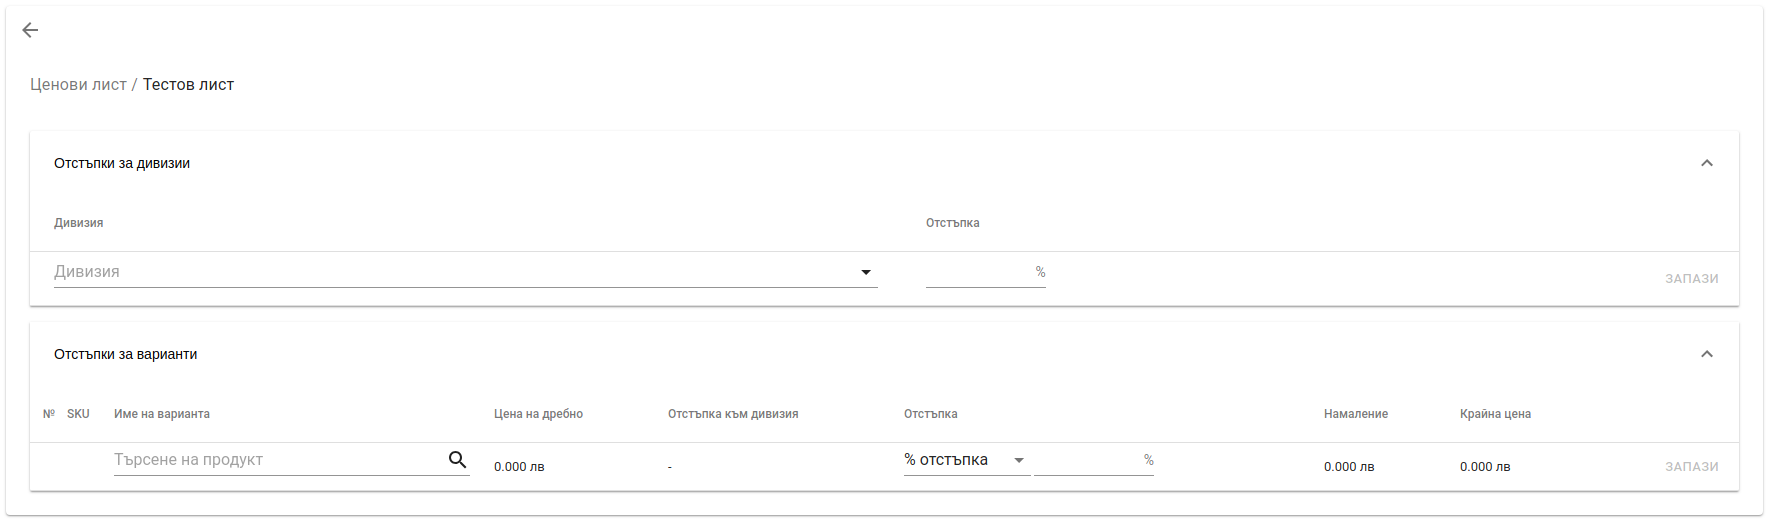 Ценови лист / Тестов лист
Отстъпки за дивизии
Дивизия Отстъпка
Дивизия % ЗАПАЗИ
Отстъпки за варианти
№ SKU Име на варианта Цена на дребно Отстъпка към дивизия Отстъпка Намаление Крайна цена
Търсене на продукт 0.000 лв - % отстъпка % 0.000 лв 0.000 лв ЗАПАЗИ